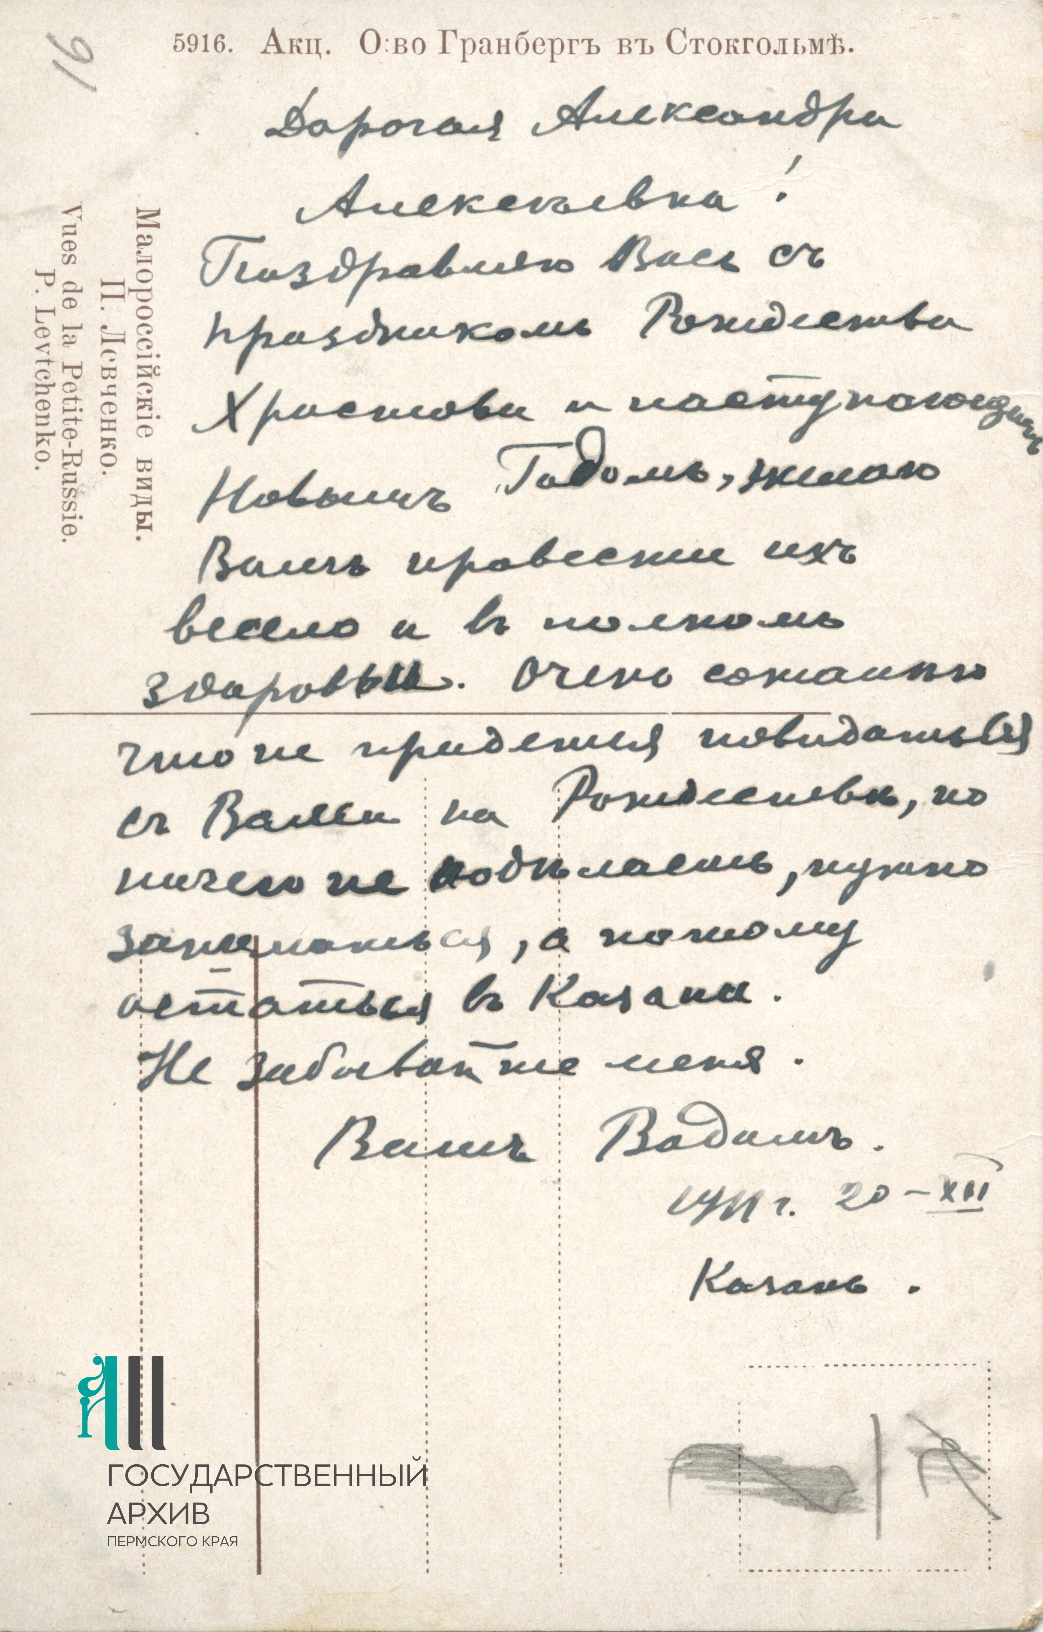 5916. Акц. О-во Гранбергъ въ Стокгольмѣ.
91
Малороссійскіе виды.
П. Левченко.
Vues de la Petite-Russie.
P. Levtchenko.
Дорогая Александра
Алексѣевна!
Поздравляю Васъ съ
праздникомъ Рождества
Христова и наступающимъ
Новымъ Годомъ, желаю
Вамъ провести ихъ
весело и въ полномъ
здоровьи. Очень сожалѣю
что не придется повидаться
съ Вами на Рождествѣ, но
ничего не подѣлаешь, нужно
заниматься, а потому
остаться въ Казани.
Не забывайте меня.
Вашъ Вадимъ.
1911 г. 20 – XII
Казань.
ГОСУДАРСТВЕННЫЙ
АРХИВ
ПЕРМСКОГО КРАЯ